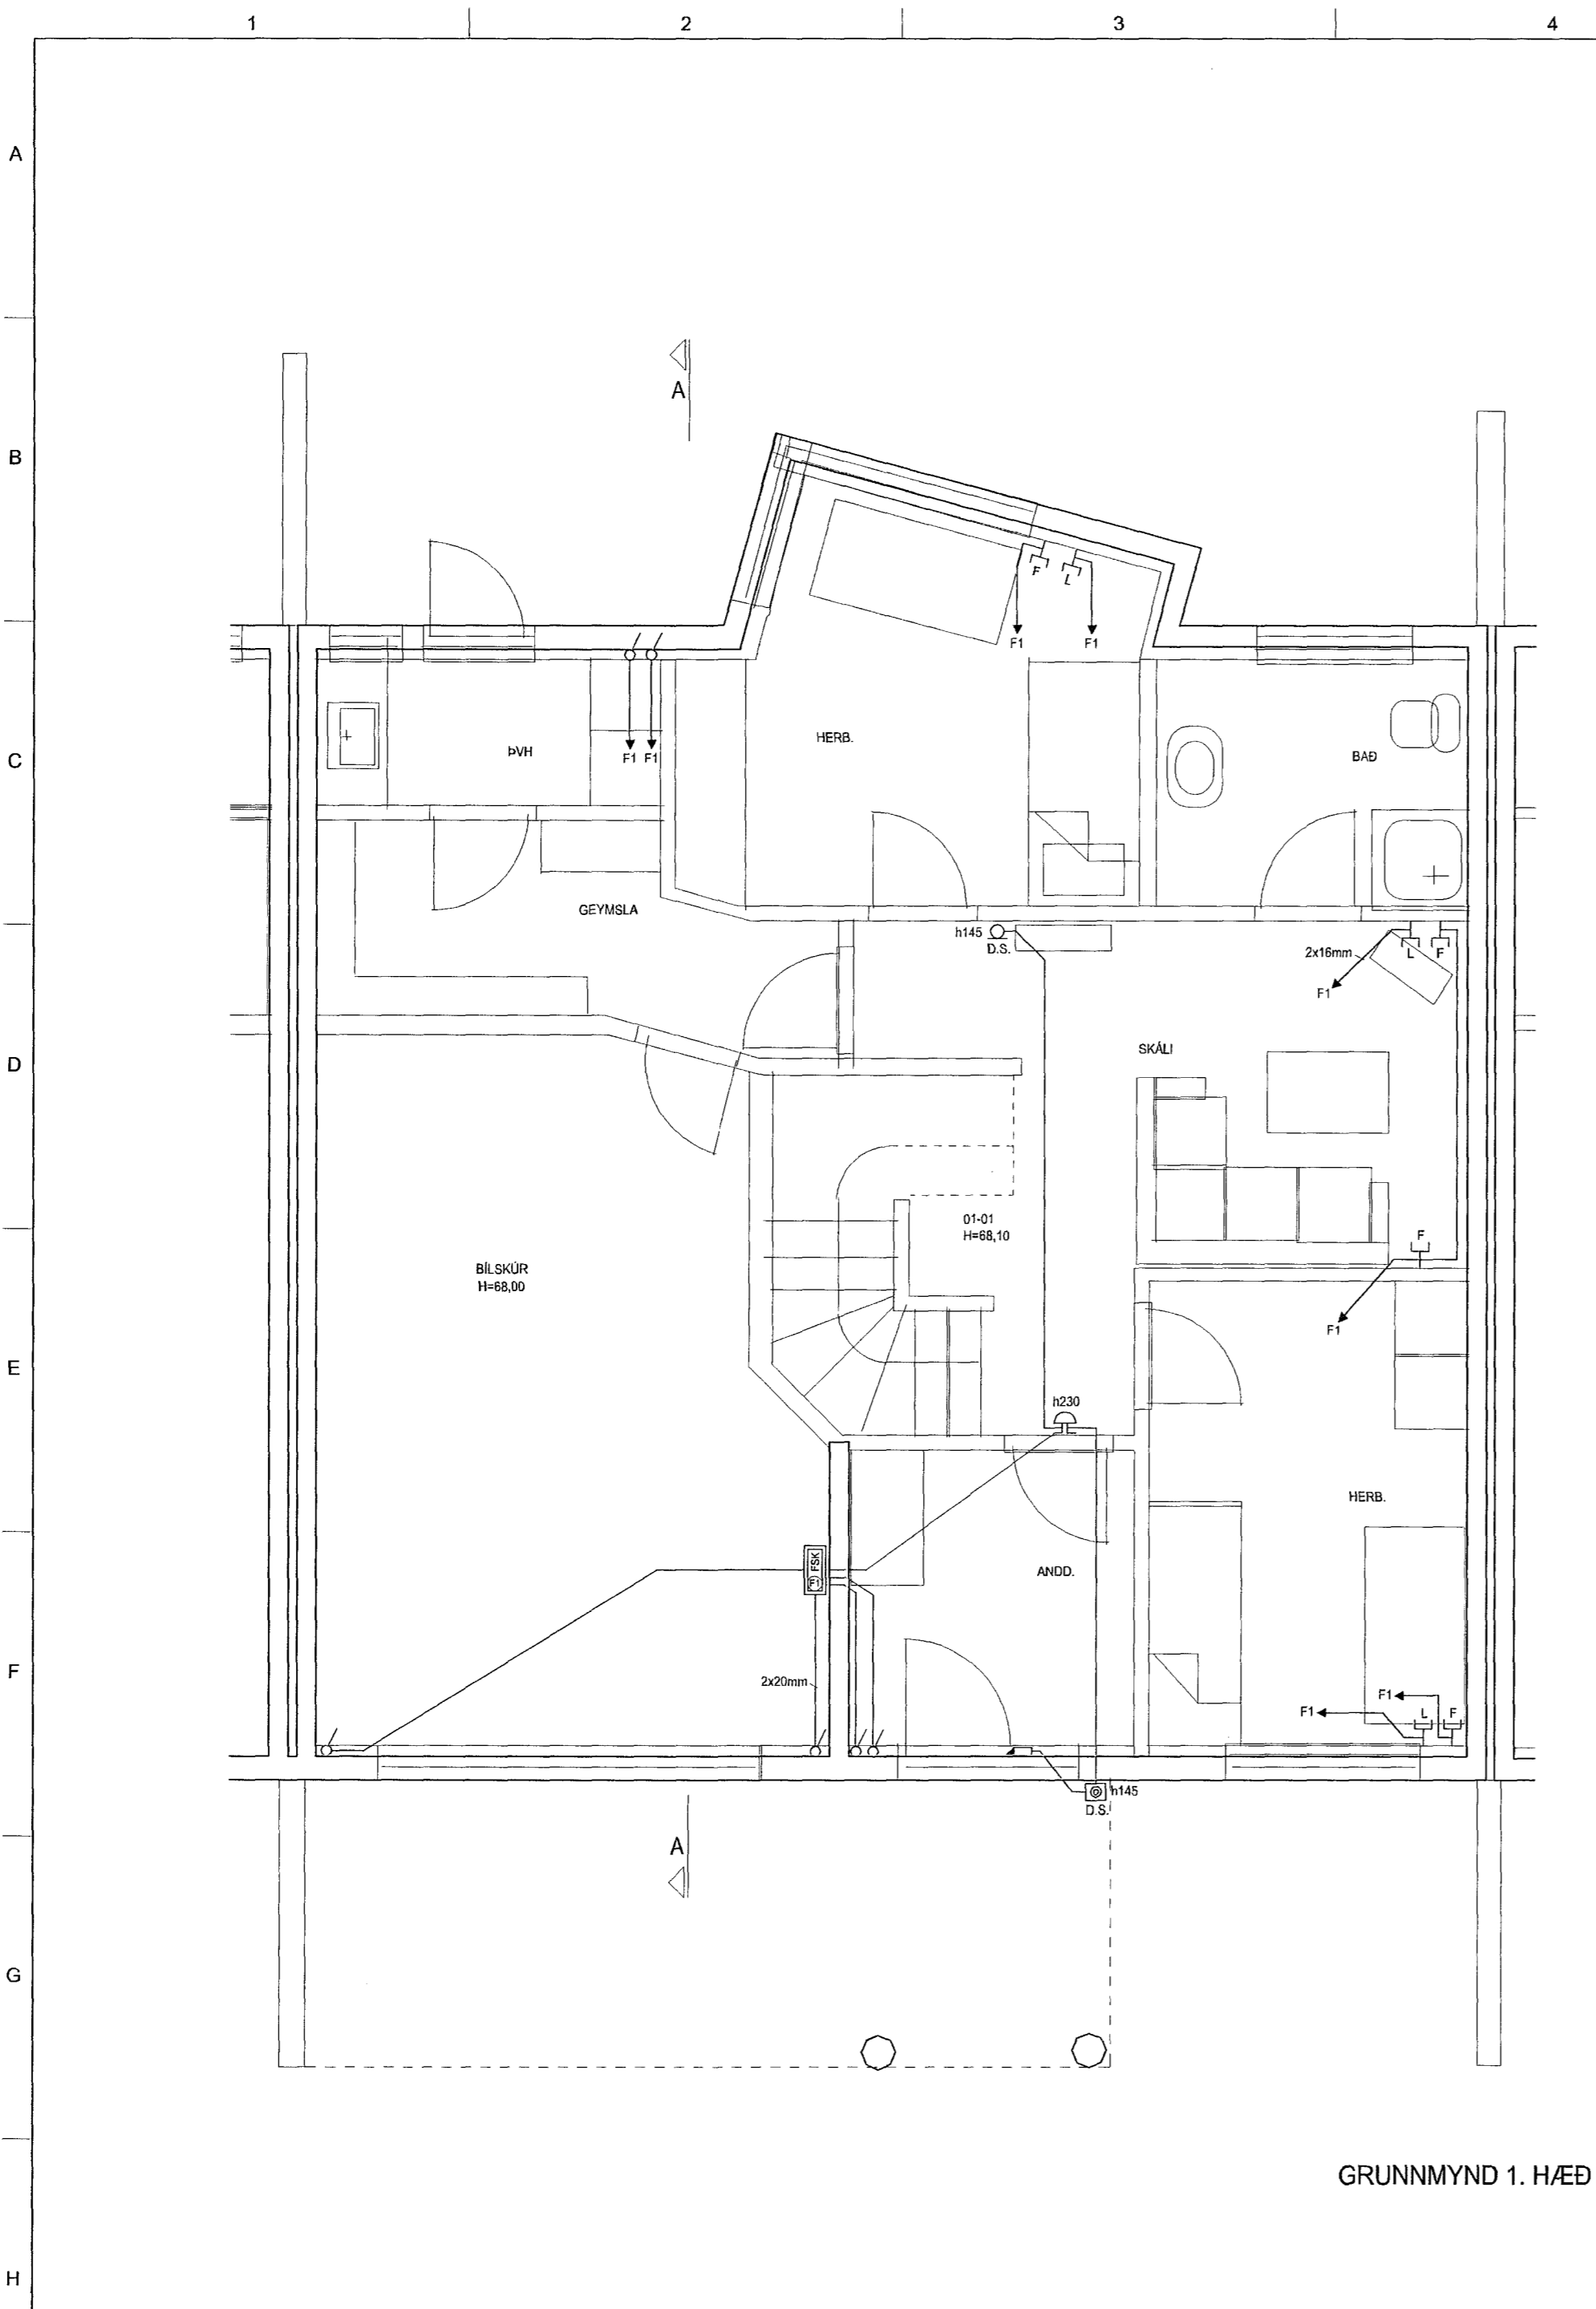 1 2 3 4
A
A
B
F L
F1 F1
C
ÞVH
F1 F1
HERB.
BAÐ
GEYMSLA
h145
D.S.
2x16mm
L F
F1
D
SKÁLI
01-01
H=68,10
F
BÍLSKÚR
H=68,00
F1
E
h230
HERB.
FSK
F1
ANDD.
F
2x20mm
F1
F1
L F
h145
D.S.
A
G
GRUNNMYND 1. HÆÐ
H